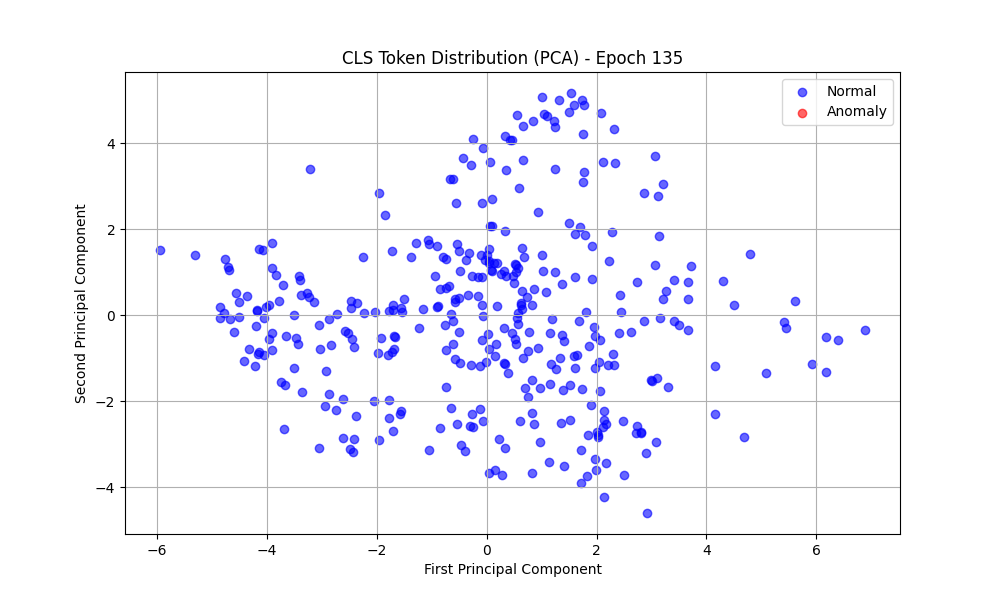 CLS Token Distribution (PCA) - Epoch 135
Normal
Anomaly
Second Principal Component
4
2
0
−2
−4
−6
−4
−2
0
2
4
6
First Principal Component